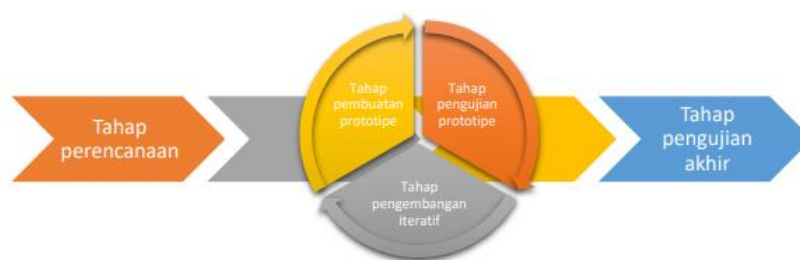 Tahap
perencanaan
Tahap
pembuatan
prototipe
Tahap
pengujian
prototipe
Tahap
pengembangan
iteratif
Tahap
pengujian
akhir